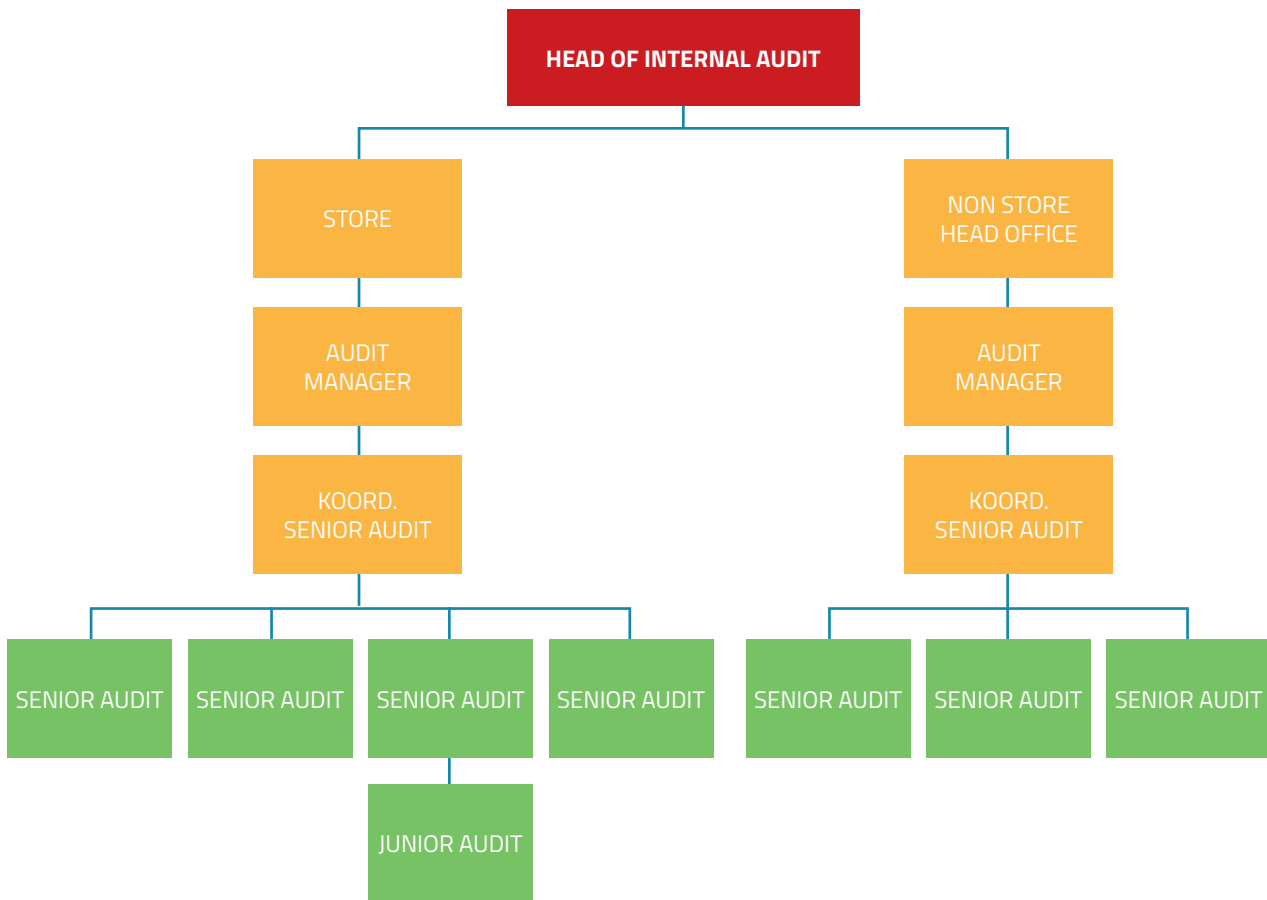 HEAD OF INTERNAL AUDIT
STORE
NON STORE
HEAD OFFICE
AUDIT
MANAGER
AUDIT
MANAGER
KOORD.
SENIOR AUDIT
KOORD.
SENIOR AUDIT
SENIOR AUDIT
SENIOR AUDIT
SENIOR AUDIT
SENIOR AUDIT
SENIOR AUDIT
SENIOR AUDIT
SENIOR AUDIT
JUNIOR AUDIT